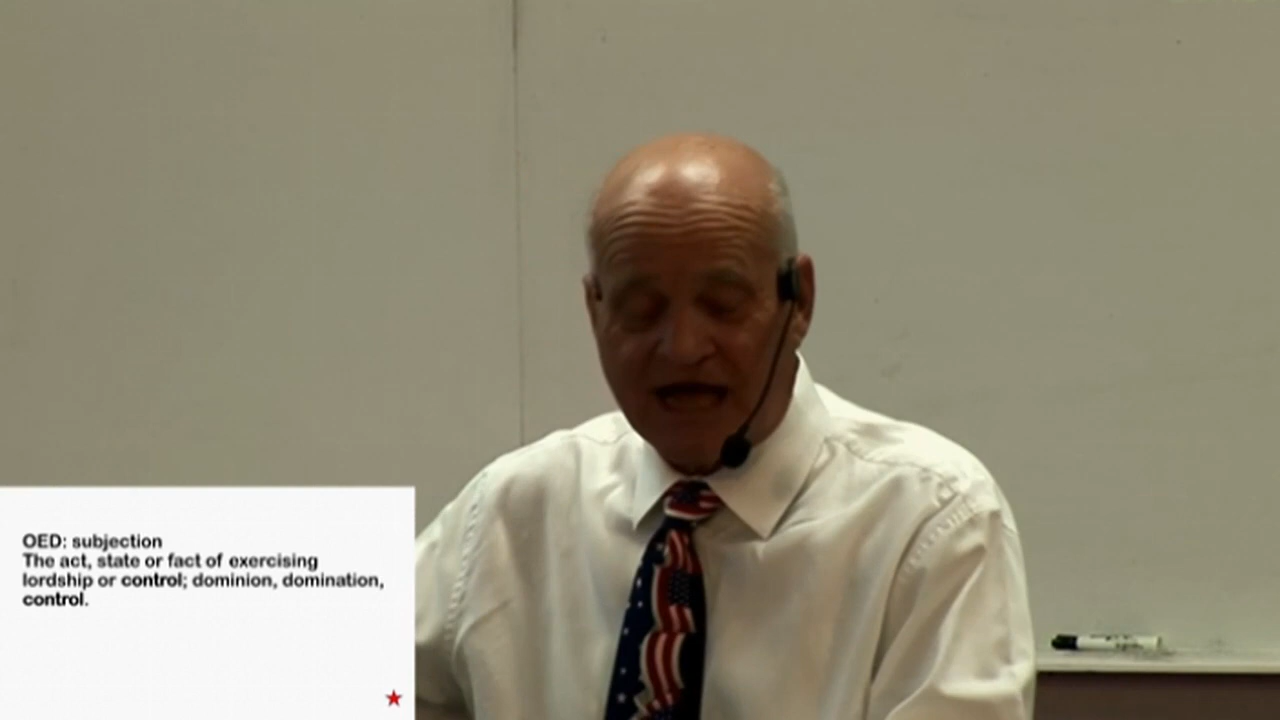 OED: subjection
The act, state or fact of exercising
lordship or control; dominion, domination,
control.